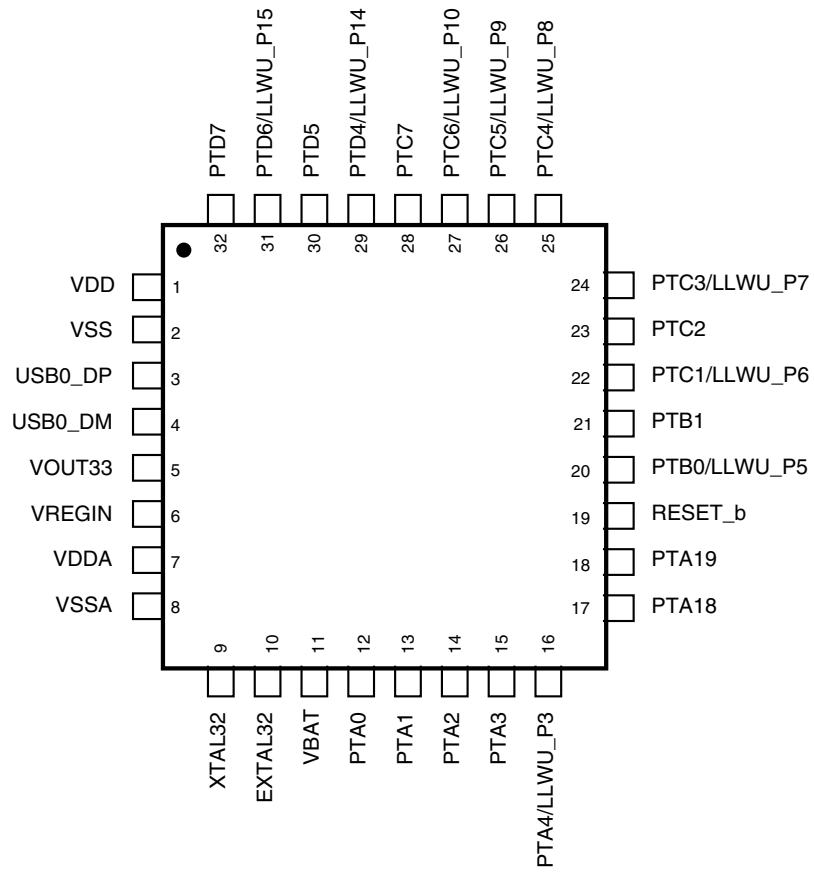 PTD7
PTD6/LLWU_P15
PTD5
PTD4/LLWU_P14
PTC7
PTC6/LLWU_P10
PTC5/LLWU_P9
PTC4/LLWU_P8
32
31
30
29
28
27
26
25
VDD
1
VSS
2
USB0_DP
3
USB0_DM
4
VOUT33
5
VREGIN
6
VDDA
7
VSSA
8
24
PTC3/LLWU_P7
23
PTC2
22
PTC1/LLWU_P6
21
PTB1
20
PTB0/LLWU_P5
19
RESET_b
18
PTA19
17
PTA18
9
10
11
12
13
14
15
16
XTAL32
EXTAL32
VBAT
PTA0
PTA1
PTA2
PTA3
PTA4/LLWU_P3